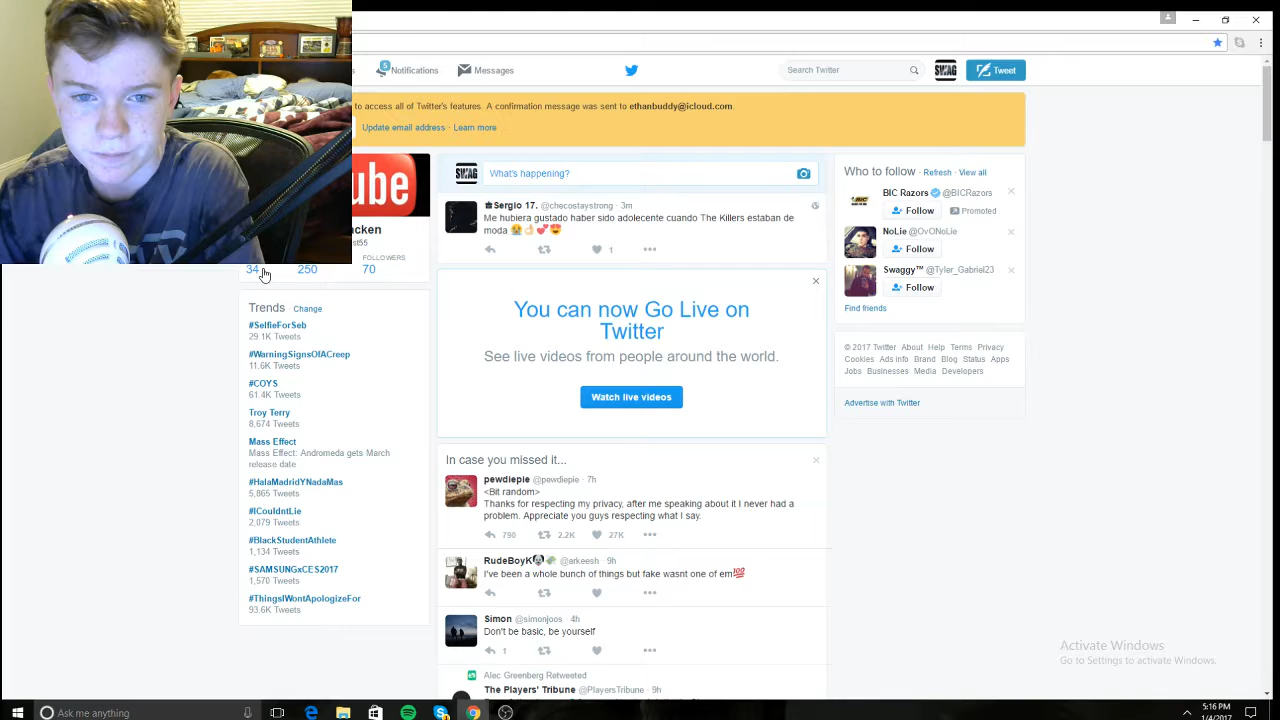 5
Notifications
Messages
Search Twitter
SWAG
Tweet
to access all of Twitter's features. A confirmation message was sent to ethanbuddy@icloud.com.
Update email address · Learn more
ube
SWAG
What's happening?
cken
st55
FOLLOWERS
34
250
70
Sergio 17. @checostaystrong · 3m
Me hubiera gustado haber sido adolecente cuando The Killers estaban de
moda 😭👌🏻💕😍
1
You can now Go Live on
Twitter
See live videos from people around the world.
Watch live videos
Trends · Change
#SelfieForSeb
29.1K Tweets
#WarningSignsOfACreep
11.6K Tweets
#COYS
61.4K Tweets
Troy Terry
8,674 Tweets
Mass Effect
Mass Effect: Andromeda gets March
release date
#HalaMadridYNadaMas
5,865 Tweets
#ICouldntLie
2,079 Tweets
#BlackStudentAthlete
1,134 Tweets
#SAMSUNGxCES2017
1,570 Tweets
#ThingsIWontApologizeFor
93.6K Tweets
In case you missed it...
pewdiepie @pewdiepie · 7h
<Bit random>
Thanks for respecting my privacy, after me speaking about it I never had a
problem. Appreciate you guys respecting what I say.
790
2.2K
27K
RudeBoyK @arkeesh · 9h
I've been a whole bunch of things but fake wasnt one of em💯
Simon @simonjoos · 4h
Don't be basic, be yourself
1
Alec Greenberg Retweeted
The Players' Tribune @PlayersTribune · 9h
Who to follow · Refresh · View all
BIC Razors @BICRazors
BIC
Follow
Promoted
NoLie @OvONoLie
Follow
Swaggy™ @Tyler_Gabriel23
Follow
Find friends
© 2017 Twitter About Help Terms Privacy
Cookies Ads info Brand Blog Status Apps
Jobs Businesses Media Developers
Advertise with Twitter
Activate Windows
Go to Settings to activate Windows.
Ask me anything
5:16 PM
1/4/2017